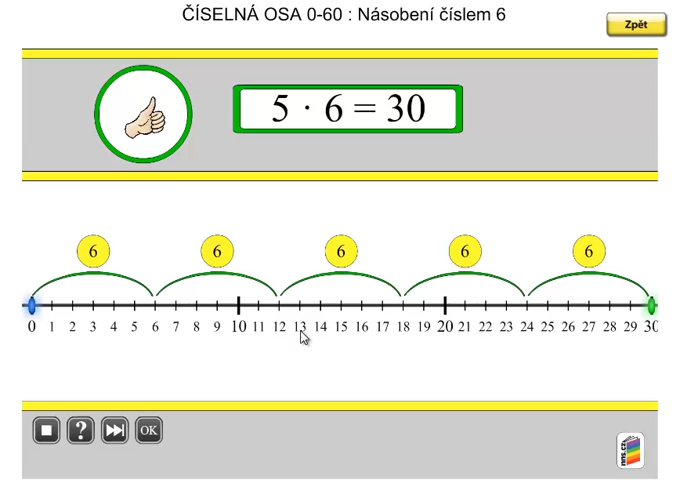 ČÍSELNÁ OSA 0-60 : Násobení číslem 6
Zpět
5 · 6 = 30
6 6 6 6 6
0 1 2 3 4 5 6 7 8 9 10 11 12 13 14 15 16 17 18 19 20 21 22 23 24 25 26 27 28 29 30
? OK
nns.cz